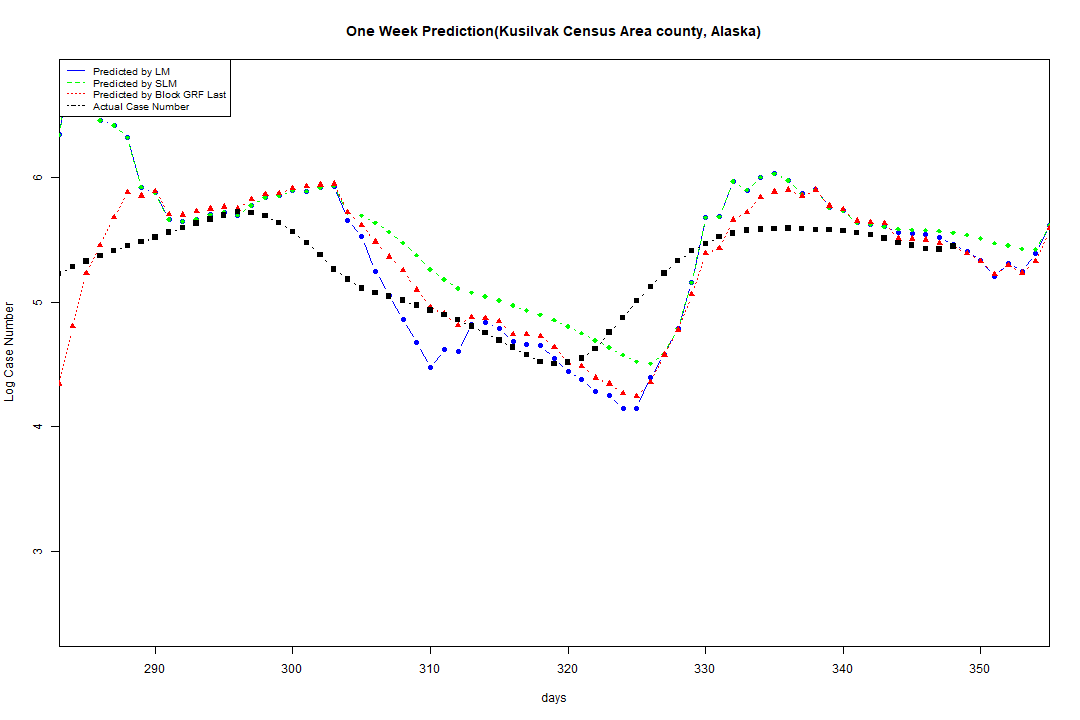 One Week Prediction(Kusilvak Census Area county, Alaska)
Predicted by LM
Predicted by SLM
Predicted by Block GRF Last
Actual Case Number
Log Case Number
6
5
4
3
290 300 310 320 330 340 350
days